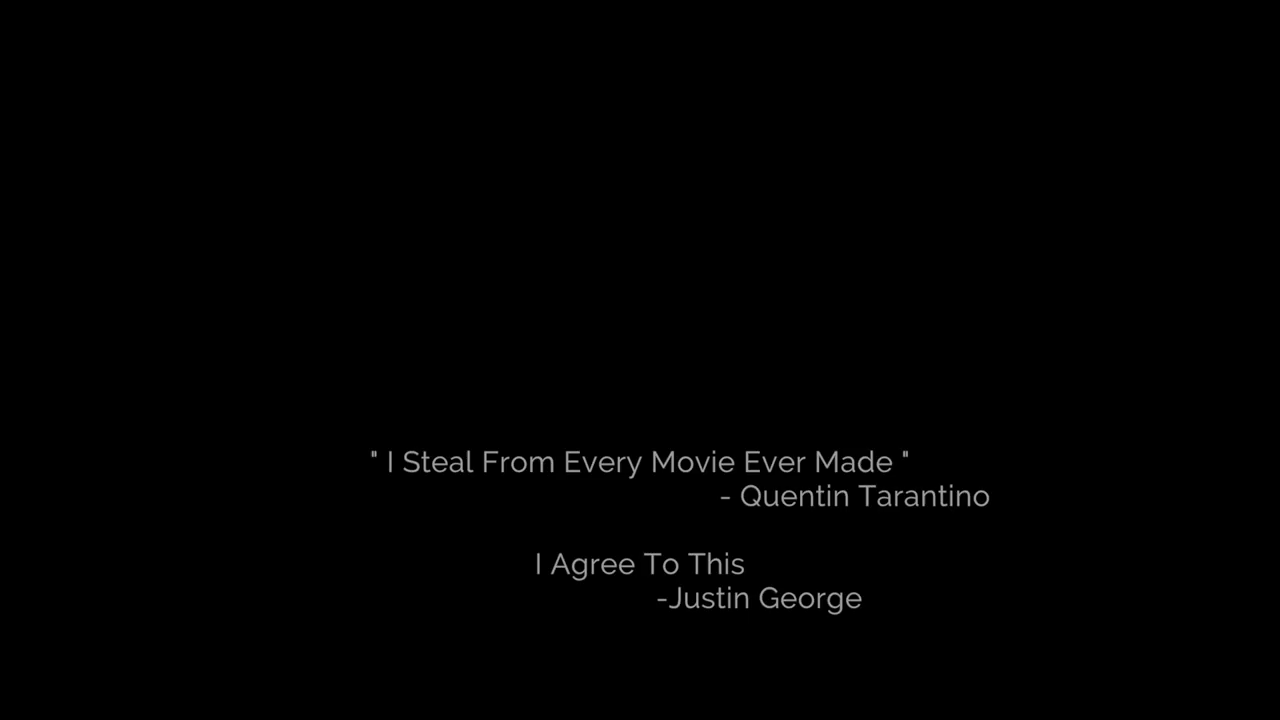 " I Steal From Every Movie Ever Made "
- Quentin Tarantino
I Agree To This
-Justin George